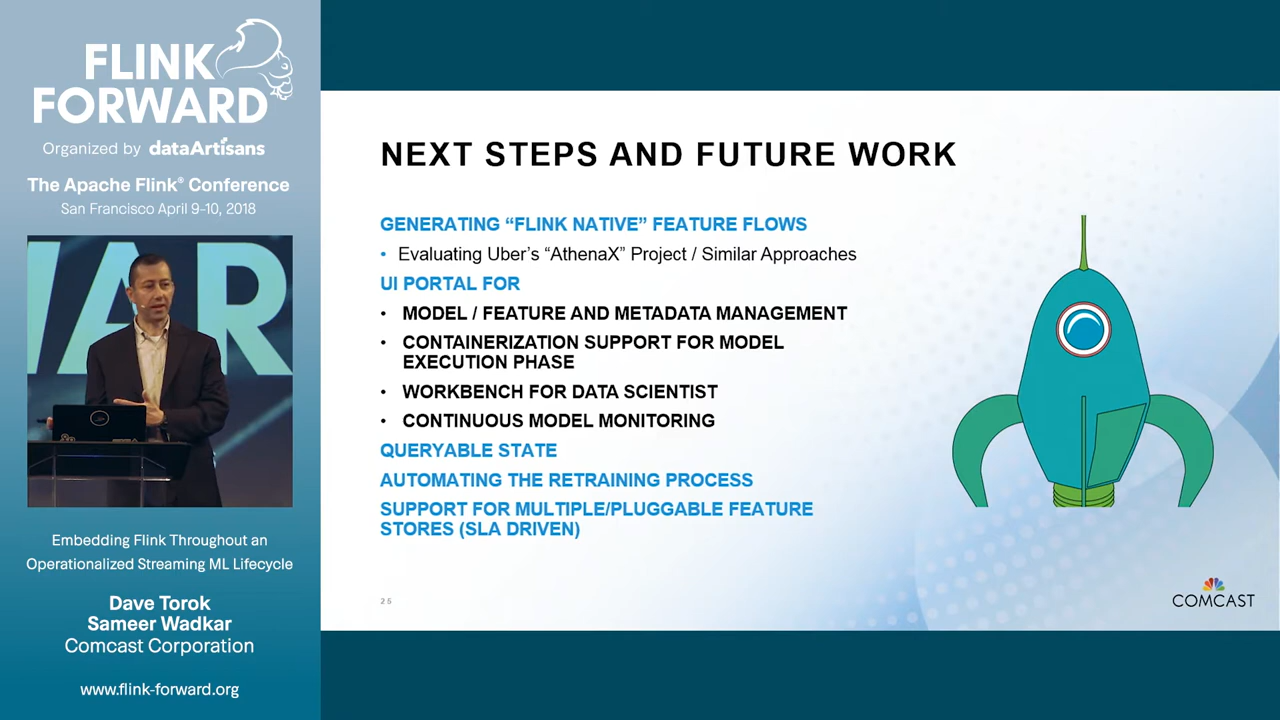 FLINK
FORWARD
Organized by dataArtisans
The Apache Flink® Conference
San Francisco April 9-10, 2018
Embedding Flink Throughout an
Operationalized Streaming ML Lifecycle
Dave Torok
Sameer Wadkar
Comcast Corporation
www.flink-forward.org
NEXT STEPS AND FUTURE WORK
GENERATING “FLINK NATIVE” FEATURE FLOWS
• Evaluating Uber’s “AthenaX” Project / Similar Approaches
UI PORTAL FOR
• MODEL / FEATURE AND METADATA MANAGEMENT
• CONTAINERIZATION SUPPORT FOR MODEL
EXECUTION PHASE
• WORKBENCH FOR DATA SCIENTIST
• CONTINUOUS MODEL MONITORING
QUERYABLE STATE
AUTOMATING THE RETRAINING PROCESS
SUPPORT FOR MULTIPLE/PLUGGABLE FEATURE
STORES (SLA DRIVEN)
25
COMCAST